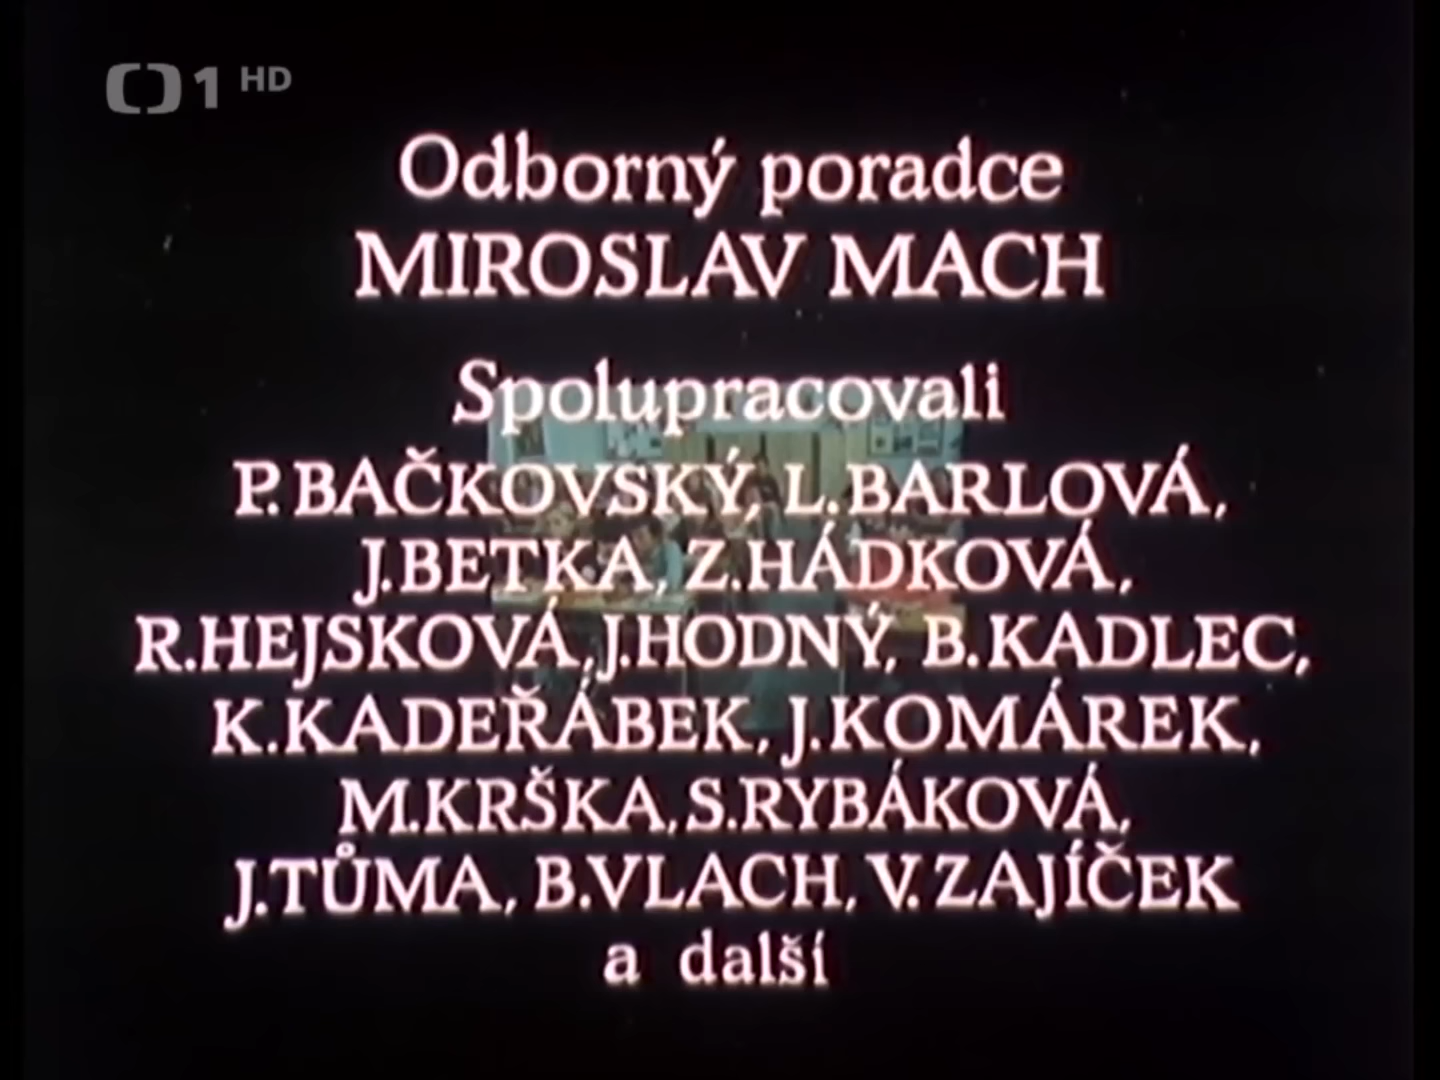 1 HD
Odborný poradce
MIROSLAV MACH
Spolupracovali
P.BAČKOVSKÝ, L.BARLOVÁ,
J.BETKA, Z.HÁDKOVÁ,
R.HEJSKOVÁ, J.HODNÝ, B.KADLEC,
K.KADEŘÁBEK, J.KOMÁREK,
M.KRŠKA, S.RYBÁKOVÁ,
J.TŮMA, B.VLACH, V.ZAJÍČEK
a další